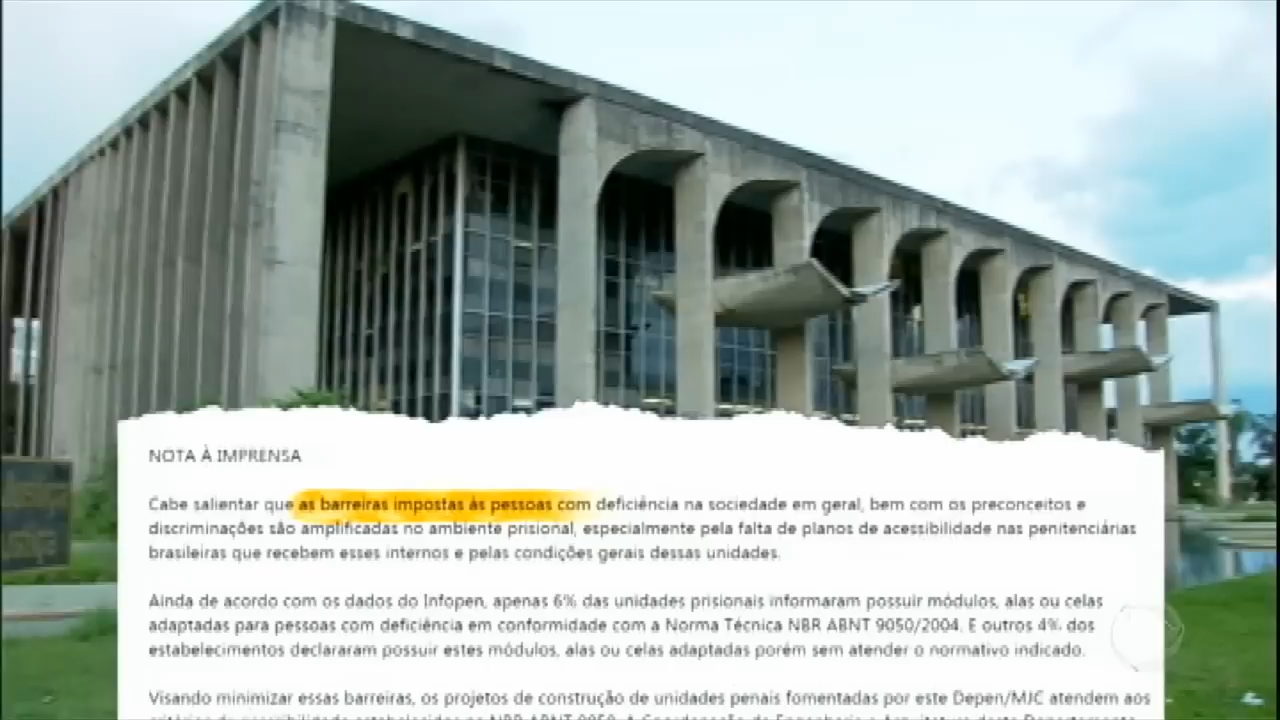 NOTA À IMPRENSA
Cabe salientar que as barreiras impostas às pessoas com deficiência na sociedade em geral, bem com os preconceitos e
discriminações são amplificadas no ambiente prisional, especialmente pela falta de planos de acessibilidade nas penitenciárias
brasileiras que recebem esses internos e pelas condições gerais dessas unidades.
Ainda de acordo com os dados do Infopen, apenas 6% das unidades prisionais informaram possuir módulos, alas ou celas
adaptadas para pessoas com deficiência em conformidade com a Norma Técnica NBR ABNT 9050/2004. E outros 4% dos
estabelecimentos declararam possuir estes módulos, alas ou celas adaptadas porém sem atender o normativo indicado.
Visando minimizar essas barreiras, os projetos de construção de unidades penais fomentadas por este Depen/MJC atendem aos